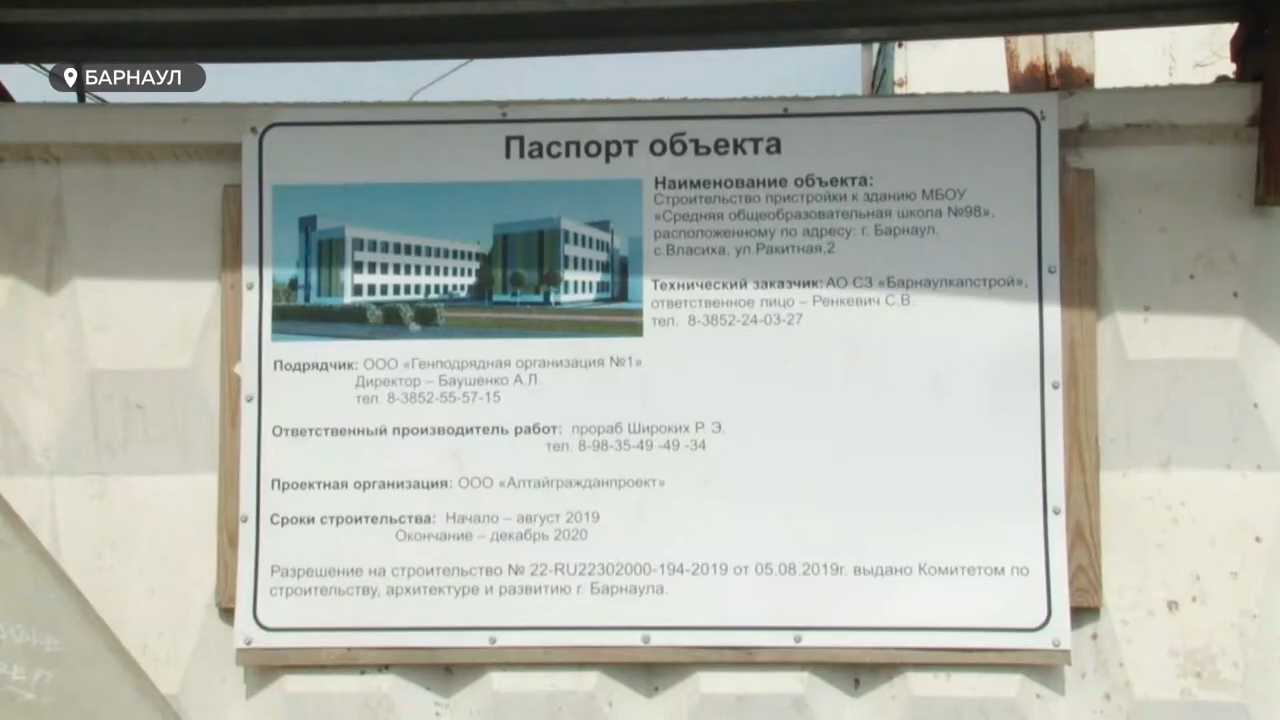 БАРНАУЛ
Паспорт объекта
Наименование объекта:
Строительство пристройки к зданию МБОУ
«Средняя общеобразовательная школа №98»,
расположенному по адресу: г. Барнаул,
с.Власиха, ул.Ракитная,2
Технический заказчик: АО СЗ «Барнаулкапстрой»,
ответственное лицо – Ренкевич С.В.
тел. 8-3852-24-03-27
Подрядчик: ООО «Генподрядная организация №1»
Директор – Баушенко А.Л.
тел. 8-3852-55-57-15
Ответственный производитель работ: прораб Широких Р. Э.
тел. 8-98-35-49 -49 -34
Проектная организация: ООО «Алтайгражданпроект»
Сроки строительства: Начало – август 2019
Окончание – декабрь 2020
Разрешение на строительство № 22-RU22302000-194-2019 от 05.08.2019г. выдано Комитетом по
строительству, архитектуре и развитию г. Барнаула.